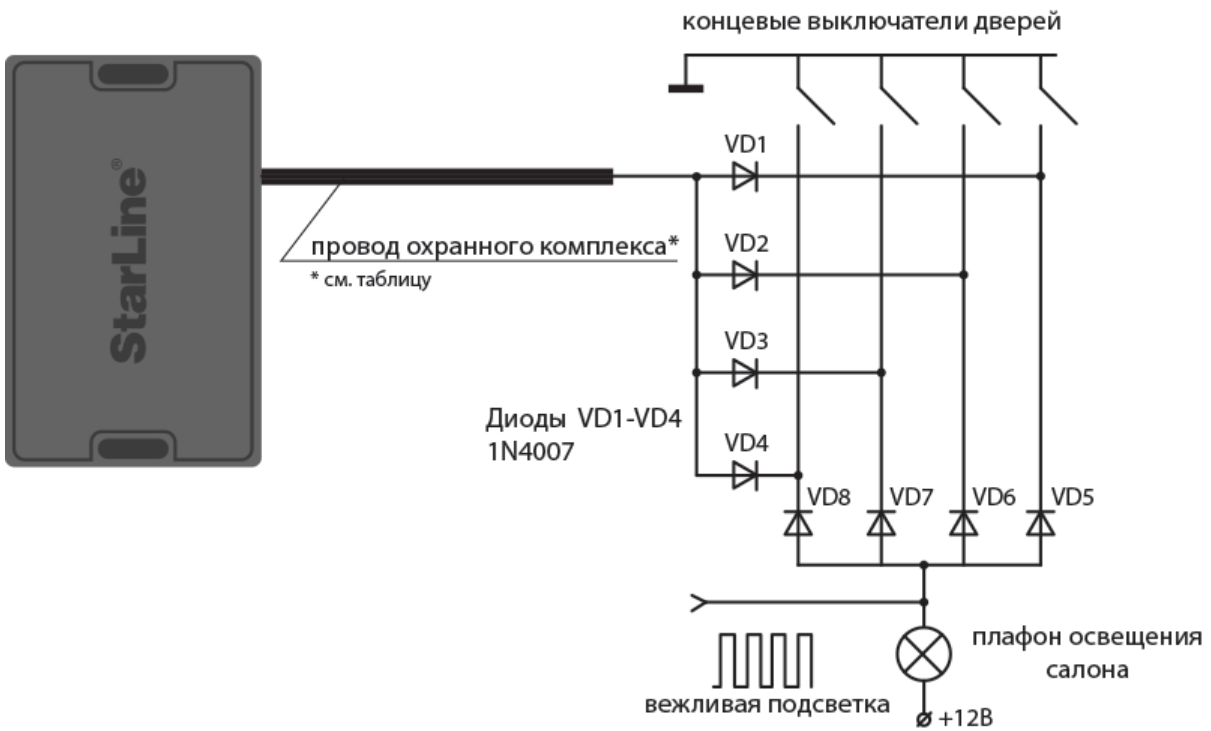 концевые выключатели дверей
StarLine®
VD1
провод охранного комплекса*
* см. таблицу
VD2
VD3
Диоды VD1-VD4
1N4007
VD4
VD8
VD7
VD6
VD5
плафон освещения
салона
вежливая подсветка
+12В